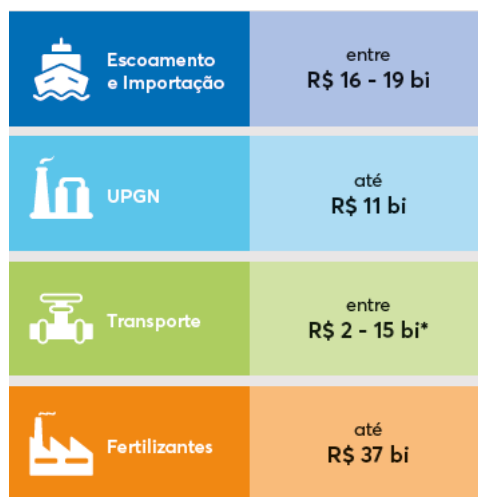 Escoamento
e Importação
entre
R$ 16 - 19 bi
UPGN
até
R$ 11 bi
Transporte
entre
R$ 2 - 15 bi*
Fertilizantes
até
R$ 37 bi